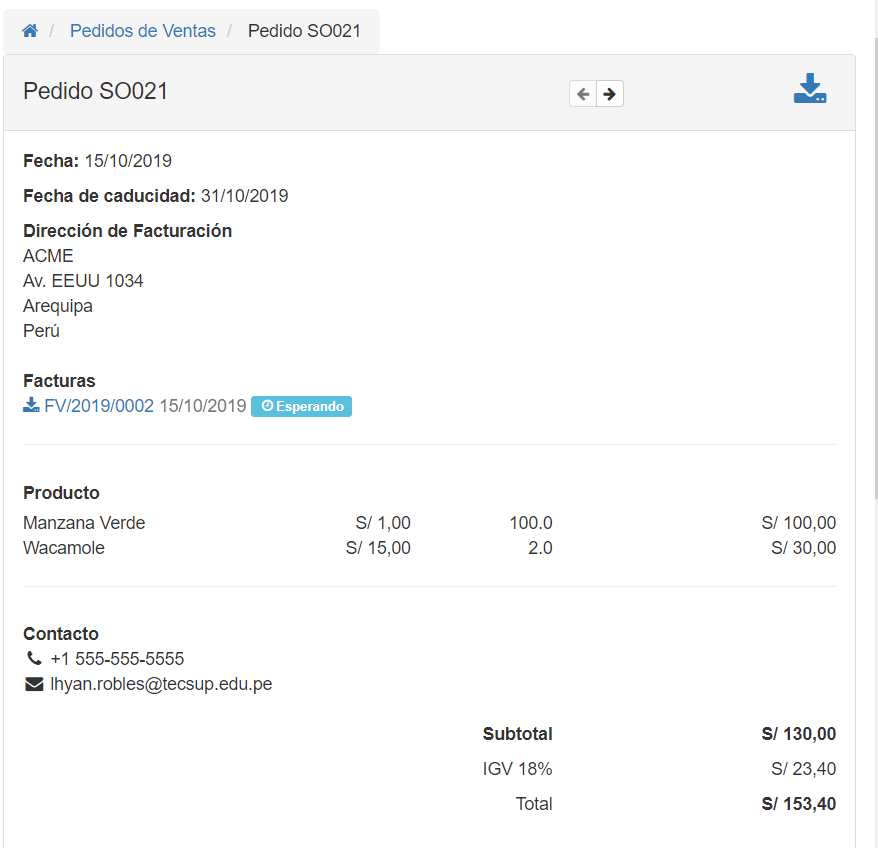 / Pedidos de Ventas / Pedido SO021
Pedido SO021
Fecha: 15/10/2019
Fecha de caducidad: 31/10/2019
Dirección de Facturación
ACME
Av. EEUU 1034
Arequipa
Perú
Facturas
FV/2019/0002 15/10/2019 Esperando
Producto
Manzana Verde S/ 1,00 100.0 S/ 100,00
Wacamole S/ 15,00 2.0 S/ 30,00
Contacto
+1 555-555-5555
lhyan.robles@tecsup.edu.pe
Subtotal S/ 130,00
IGV 18% S/ 23,40
Total S/ 153,40